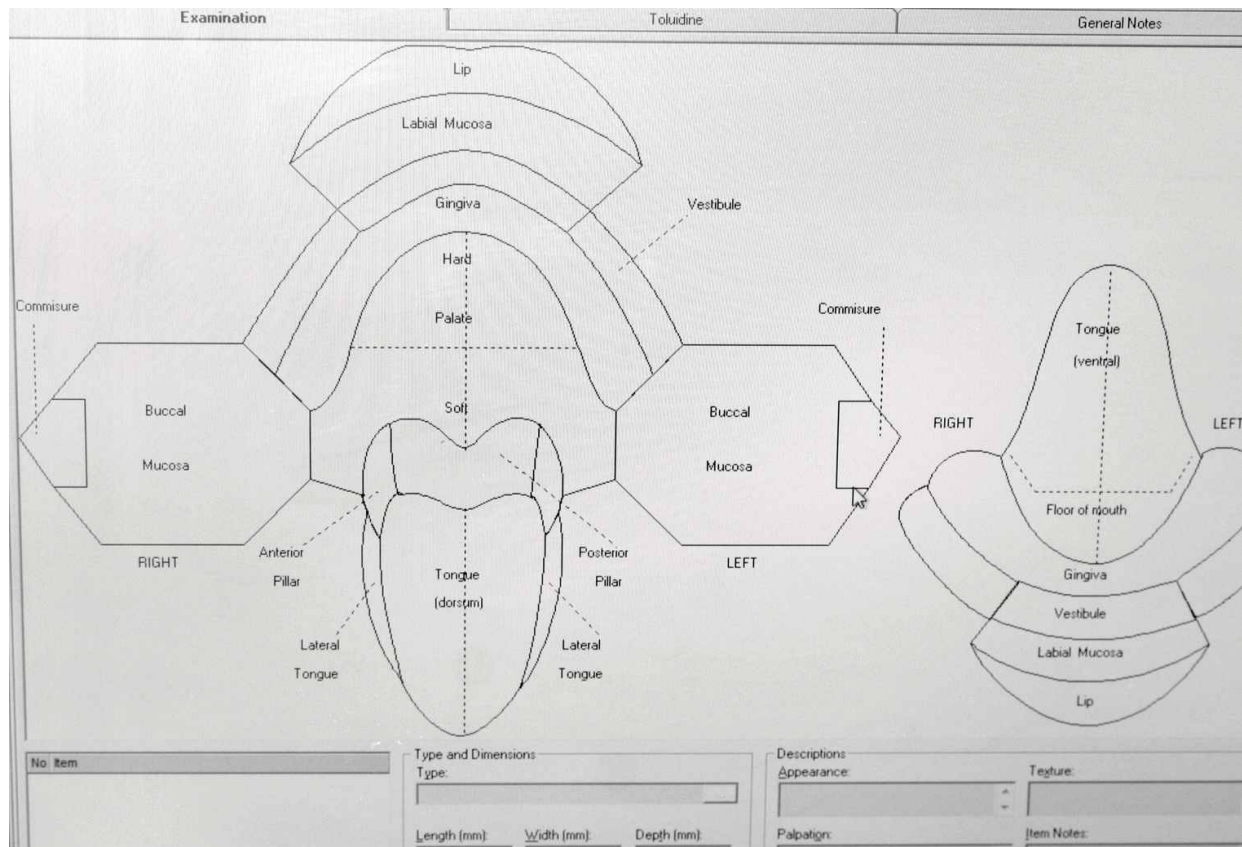 Examination
Toluidine
General Notes
Lip
Labial Mucosa
Gingiva
Vestibule
Hard
Palate
Commisure
Commisure
Soft
Buccal
Mucosa
RIGHT
Buccal
Mucosa
LEFT
Anterior
Pillar
Posterior
Pillar
Tongue
(dorsum)
Lateral
Tongue
Lateral
Tongue
Tongue
(ventral)
RIGHT
LEFT
Floor of mouth
Gingiva
Vestibule
Labial Mucosa
Lip
No Item
Type and Dimensions
Type:
Length (mm): Width (mm): Depth (mm):
Descriptions
Appearance: Texture:
Palpation: Item Notes: